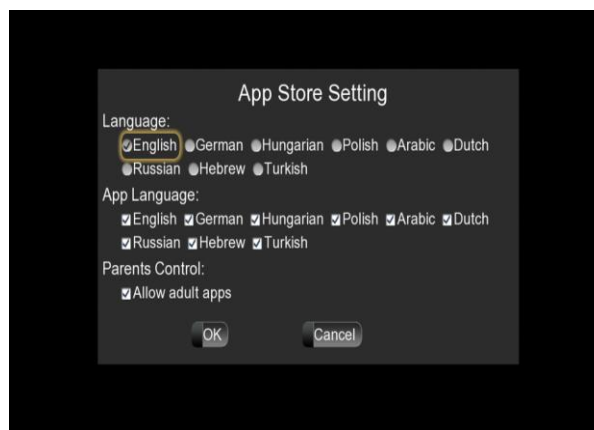 App Store Setting
Language:
English German Hungarian Polish Arabic Dutch
Russian Hebrew Turkish
App Language:
English German Hungarian Polish Arabic Dutch
Russian Hebrew Turkish
Parents Control:
Allow adult apps
OK Cancel